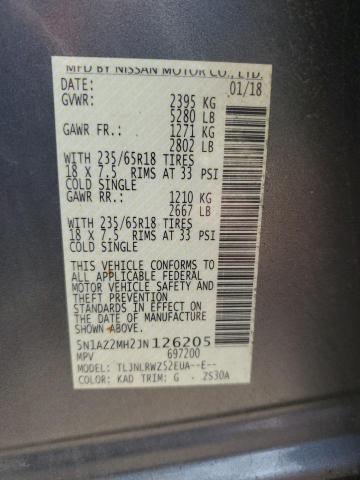 MFD BY NISSAN MOTOR CO., LTD.
DATE: 01/18
GVWR: 2395 KG
5280 LB
GAWR FR.: 1271 KG
2802 LB
WITH 235/65R18 TIRES
18 X 7.5 RIMS AT 33 PSI
COLD SINGLE
GAWR RR.: 1210 KG
2667 LB
WITH 235/65R18 TIRES
18 X 7.5 RIMS AT 33 PSI
COLD SINGLE
THIS VEHICLE CONFORMS TO
ALL APPLICABLE FEDERAL
MOTOR VEHICLE SAFETY AND
THEFT PREVENTION
STANDARDS IN EFFECT ON
THE DATE OF MANUFACTURE
SHOWN ABOVE.
5N1AZ2MH2JN126205
MPV 697200
MODEL: TLJNLRWZ52EUA--E--
COLOR: KAD TRIM: G ZS30A